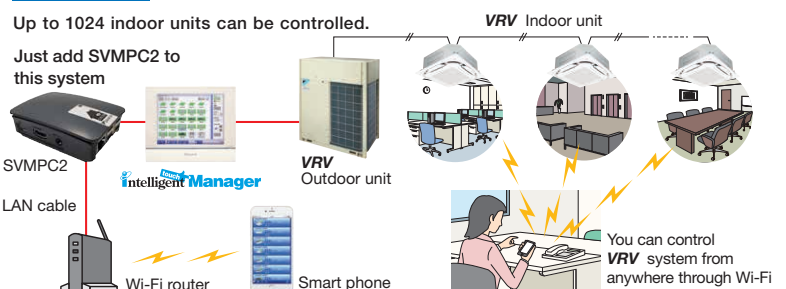 Up to 1024 indoor units can be controlled.
VRV Indoor unit
Just add SVMPC2 to
this system
SVMPC2
intelligent touch Manager
VRV
Outdoor unit
LAN cable
Wi-Fi router
Smart phone
You can control
VRV system from
anywhere through Wi-Fi